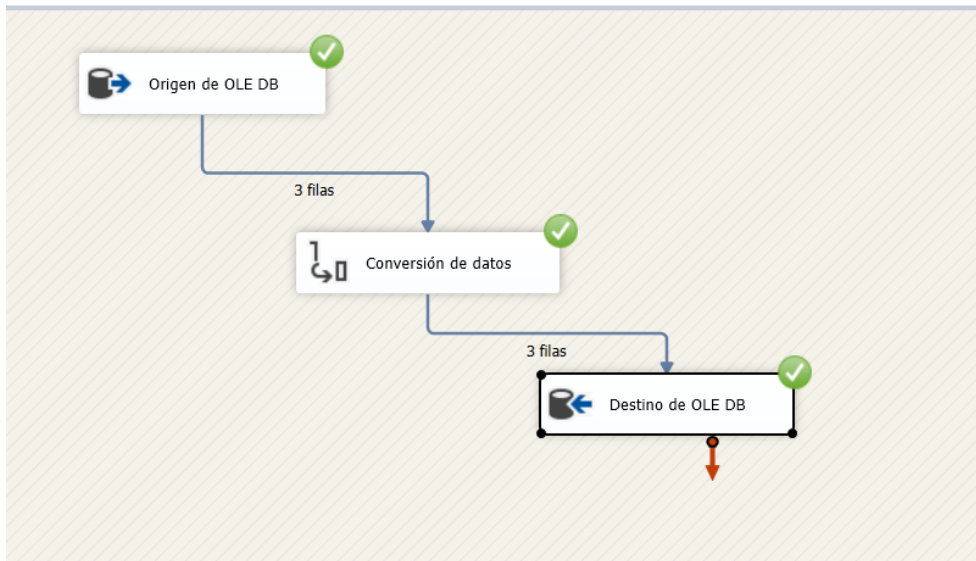 Origen de OLE DB
3 filas
Conversión de datos
3 filas
Destino de OLE DB